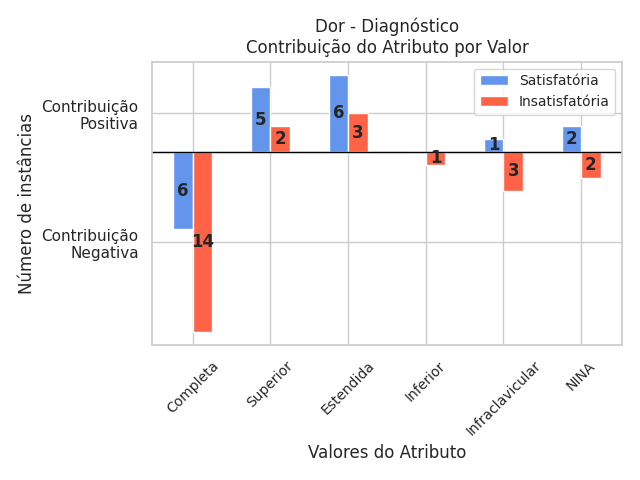 Dor - Diagnóstico
Contribuição do Atributo por Valor
Satisfatória
Insatisfatória
Contribuição
Positiva
Contribuição
Negativa
Número de instâncias
6
14
5
2
6
3
1
1
3
2
2
Completa
Superior
Estendida
Inferior
Infraclavicular
NINA
Valores do Atributo